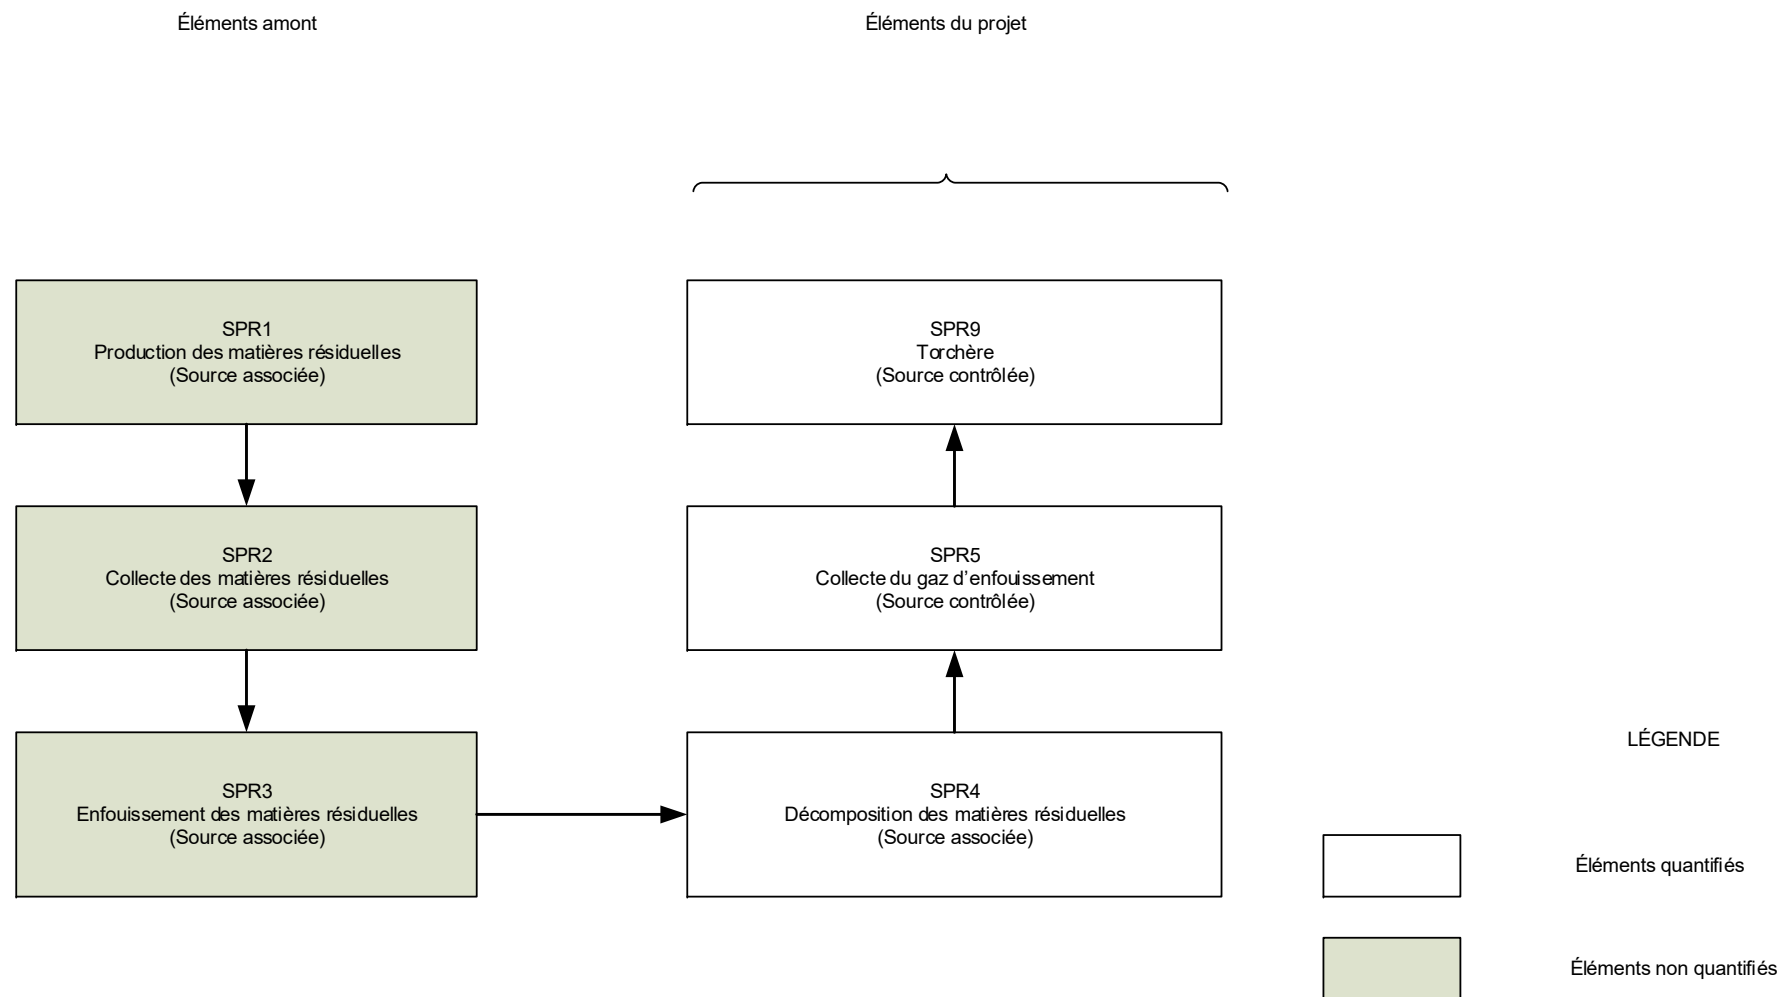 Éléments amont
Éléments du projet
SPR1
Production des matières résiduelles
(Source associée)
SPR2
Collecte des matières résiduelles
(Source associée)
SPR3
Enfouissement des matières résiduelles
(Source associée)
SPR9
Torchère
(Source contrôlée)
SPR5
Collecte du gaz d’enfouissement
(Source contrôlée)
SPR4
Décomposition des matières résiduelles
(Source associée)
LÉGENDE
Éléments quantifiés
Éléments non quantifiés